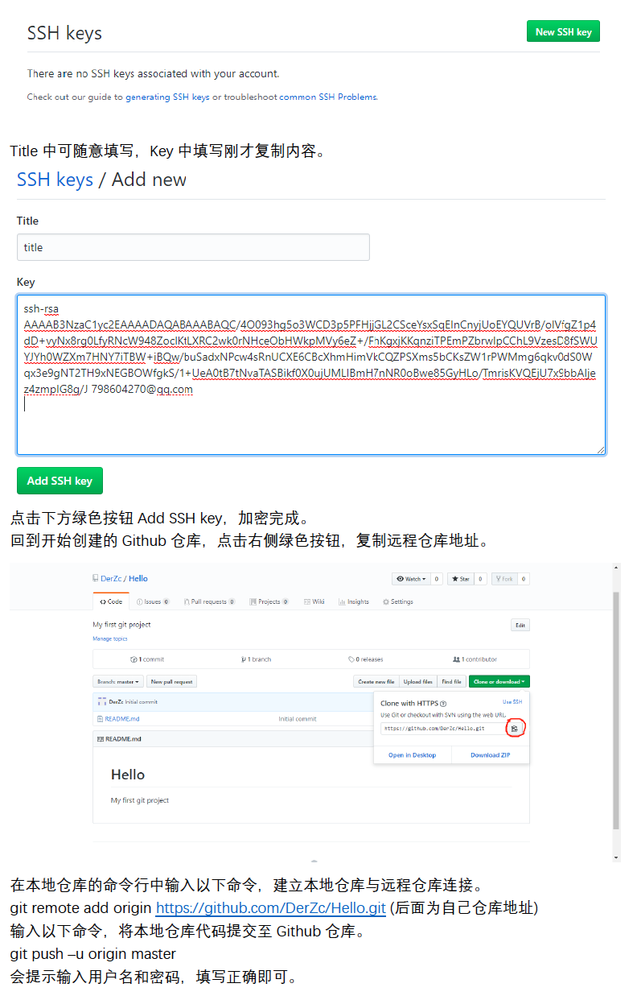 SSH keys
New SSH key
There are no SSH keys associated with your account.
Check out our guide to generating SSH keys or troubleshoot common SSH Problems.
Title 中可随意填写，Key 中填写刚才复制内容。
SSH keys / Add new
Title
title
Key
ssh-rsa
AAAAB3NzaC1yc2EAAAADAQABAAABAQC/4O093hg5o3WCD3p5PFHjjGL2CSceYsxSqEInCnyjUoEYQUVrB/oIVfgZ1p4
dD+vyNx8rg0LfyRNcW948ZocIKtLXRC2wk0rNHceObHWkpMVy6eZ+/FhKgxjKKqnziTPEmPZbrwIpCChL9VzesD8fSWU
YJYh0WZXm7HNY7iTBW+iBQw/buSadxNPcw4sRnUCXE6CBcXhmHimVkCQZPSXms5bCKsZW1rPWMmg6qkv0dS0W
qx3e9gNT2TH9xNEGBOWfgkS/1+UeA0tB7tNvaTASBikf0X0ujUMLIBmH7nNR0oBwe85GyHLo/TmrisKVQEjU7x9bbAIje
z4zmpIG8g/J 798604270@qq.com
Add SSH key
点击下方绿色按钮 Add SSH key，加密完成。
回到开始创建的 Github 仓库，点击右侧绿色按钮，复制远程仓库地址。
DerZc / Hello
Watch 0 Star 0 Fork 0
Code Issues 0 Pull requests 0 Projects 0 Wiki Insights Settings
My first git project
Edit
Manage topics
1 commit 1 branch 0 releases 1 contributor
Branch: master New pull request Create new file Upload files Find file Clone or download
DerZc Initial commit
Clone with HTTPS Use SSH
Use Git or checkout with SVN using the web URL.
README.md Initial commit
https://github.com/DerZc/Hello.git
README.md
Open in Desktop Download ZIP
Hello
My first git project
在本地仓库的命令行中输入以下命令，建立本地仓库与远程仓库连接。
git remote add origin https://github.com/DerZc/Hello.git (后面为自己仓库地址)
输入以下命令，将本地仓库代码提交至 Github 仓库。
git push –u origin master
会提示输入用户名和密码，填写正确即可。